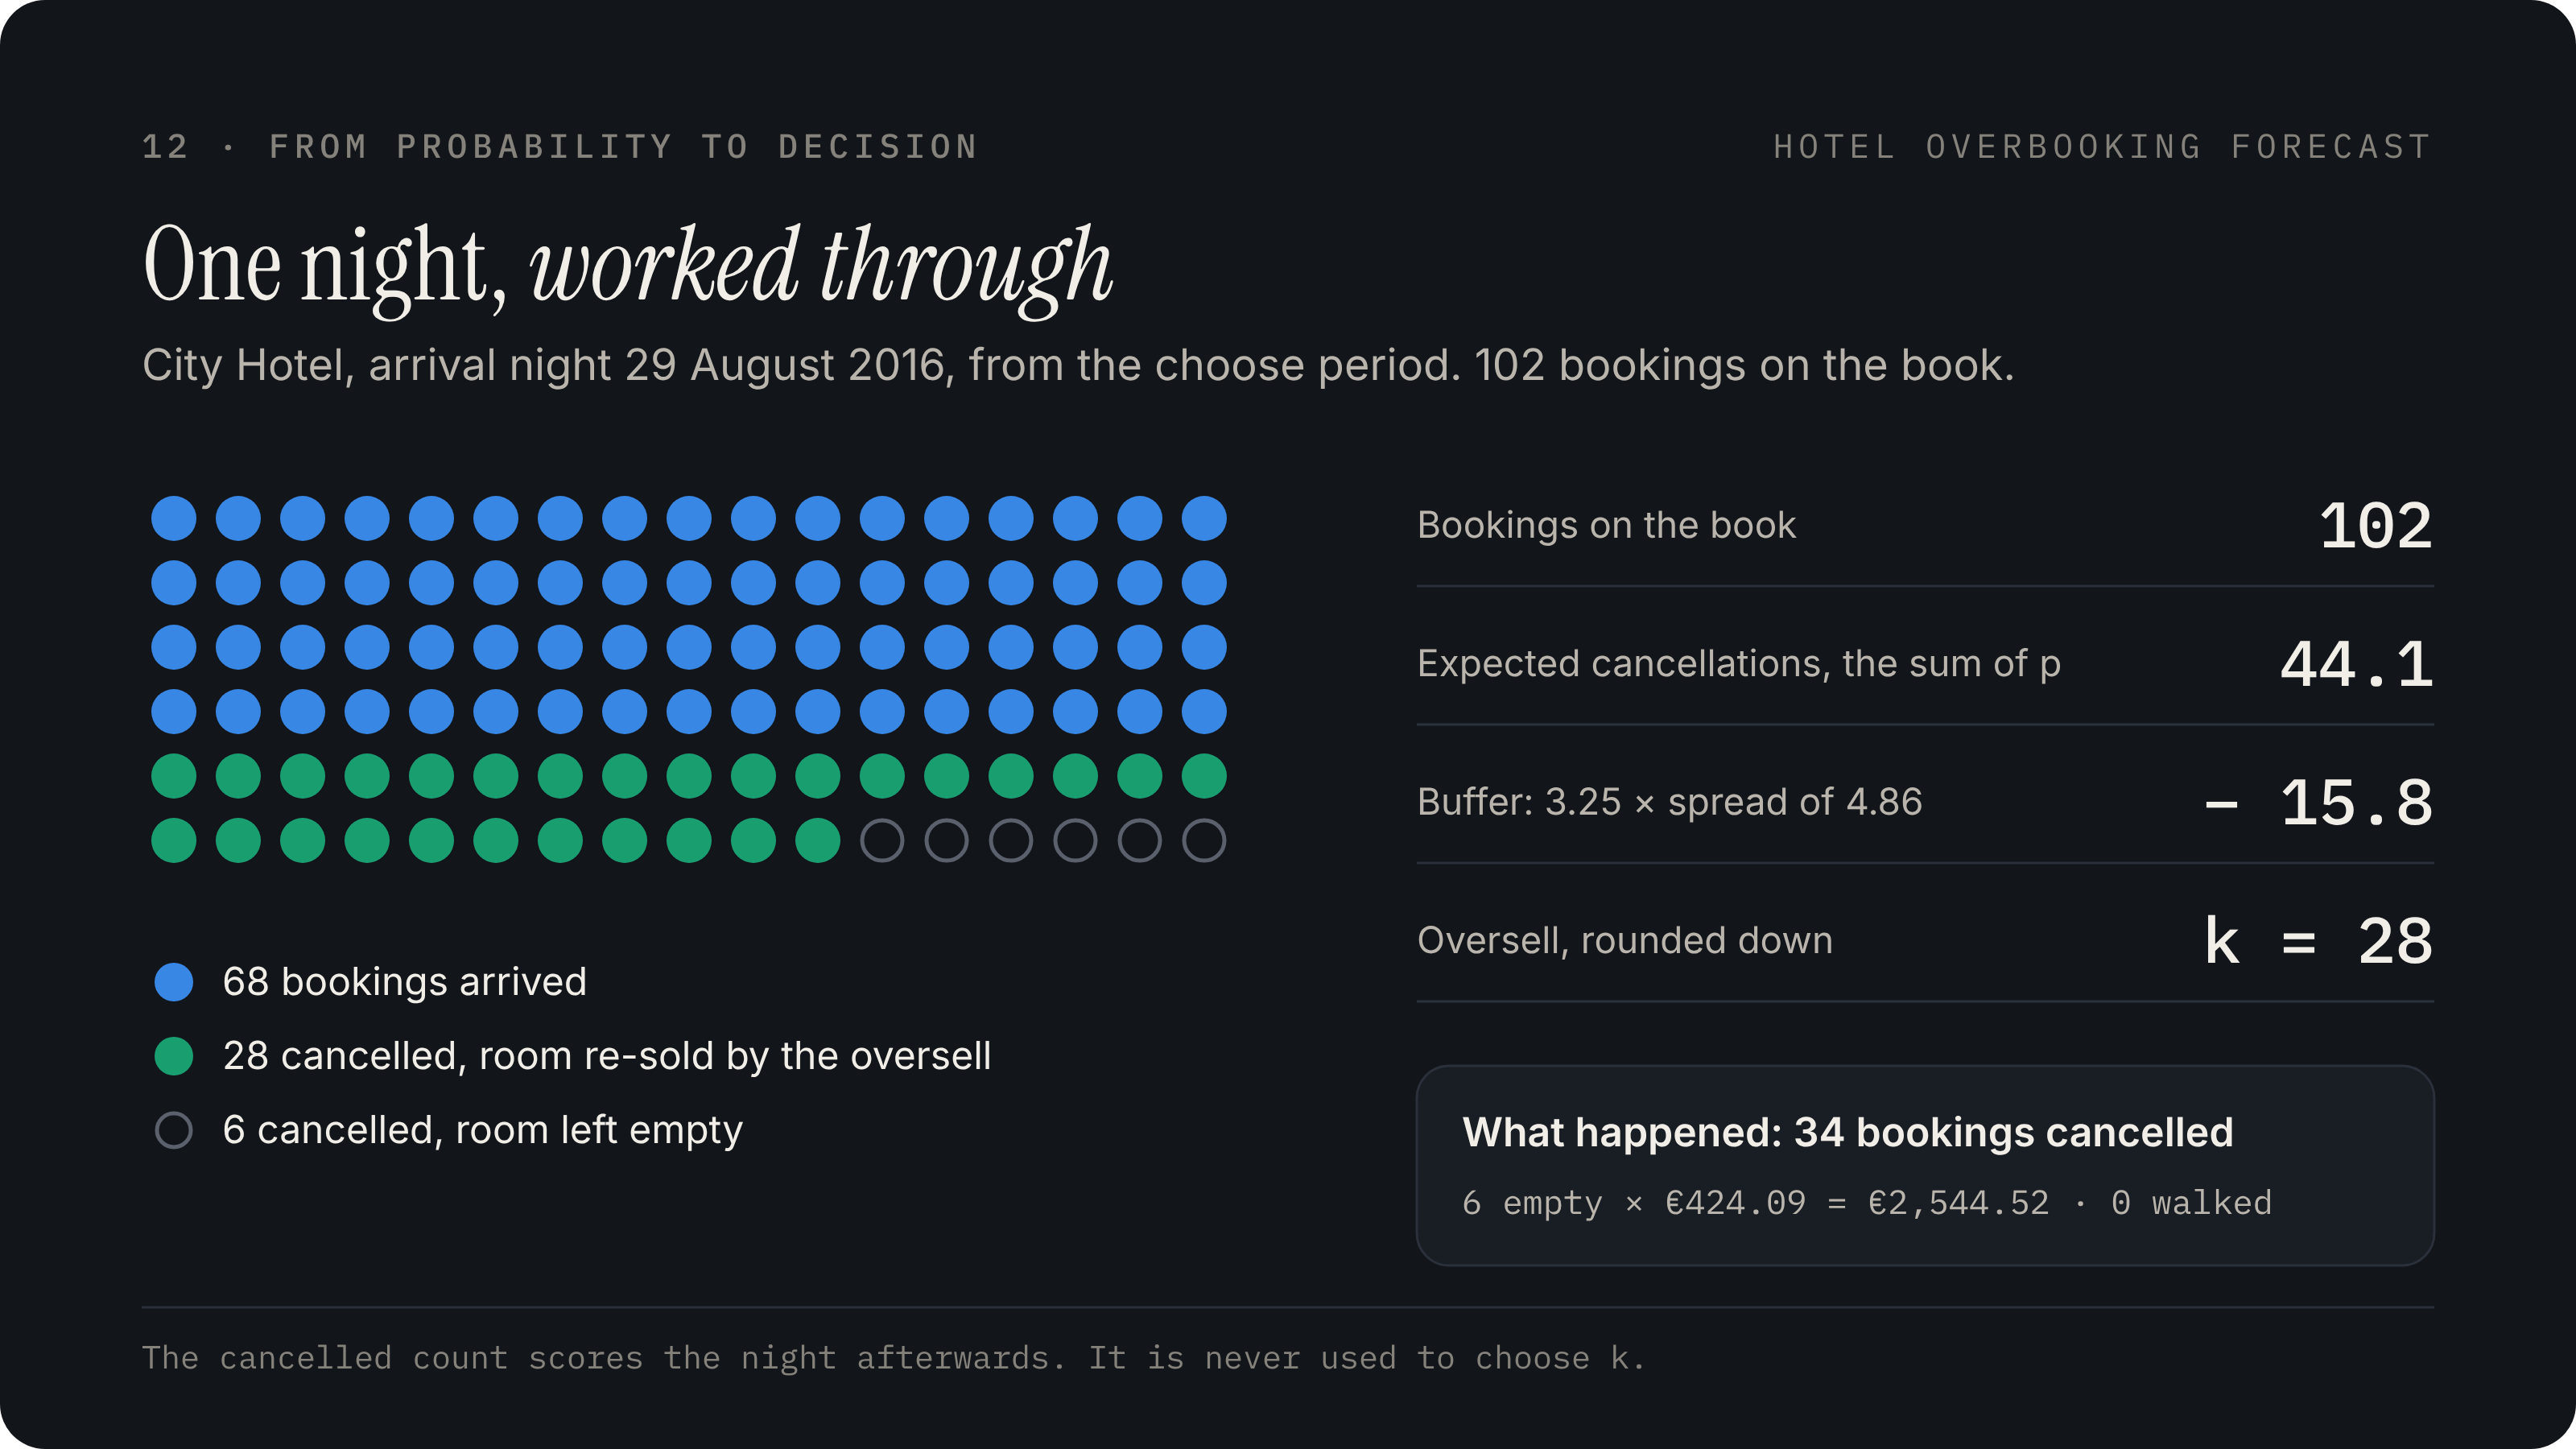 12 · FROM PROBABILITY TO DECISION
HOTEL OVERBOOKING FORECAST
One night, worked through
City Hotel, arrival night 29 August 2016, from the choose period. 102 bookings on the book.
68 bookings arrived
28 cancelled, room re-sold by the oversell
6 cancelled, room left empty
Bookings on the book 102
Expected cancellations, the sum of p 44.1
Buffer: 3.25 × spread of 4.86 – 15.8
Oversell, rounded down k = 28
What happened: 34 bookings cancelled
6 empty × €424.09 = €2,544.52 · 0 walked
The cancelled count scores the night afterwards. It is never used to choose k.